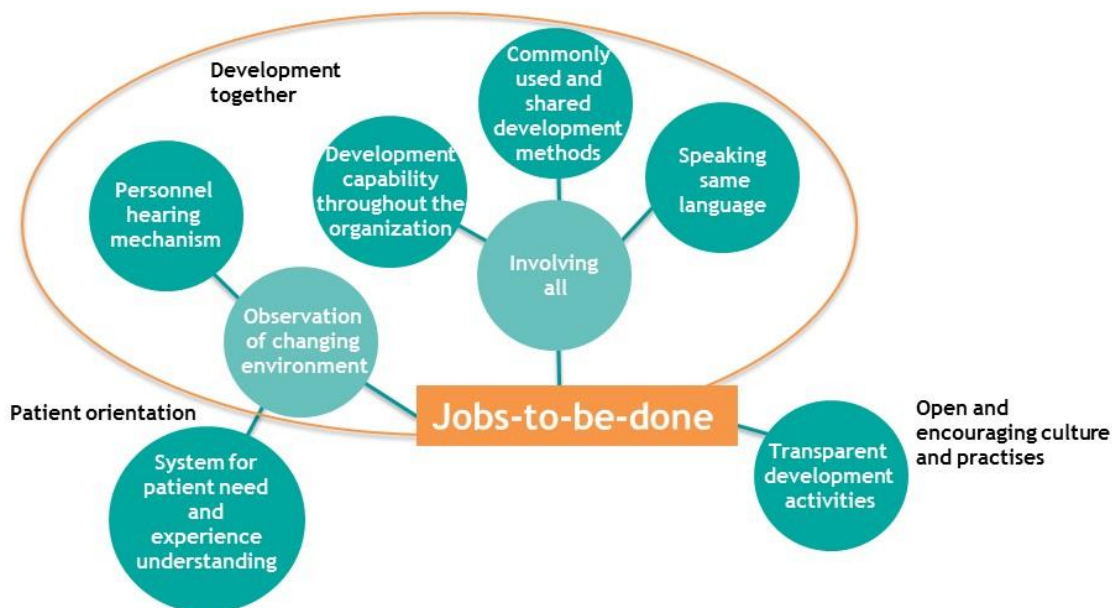 Development
together
Commonly
used and
shared
development
methods
Development
capability
throughout the
organization
Speaking
same
language
Personnel
hearing
mechanism
Involving
all
Observation
of changing
environment
Patient orientation
Jobs-to-be-done
Open and
encouraging culture
and practises
Transparent
development
activities
System for
patient need
and
experience
understanding